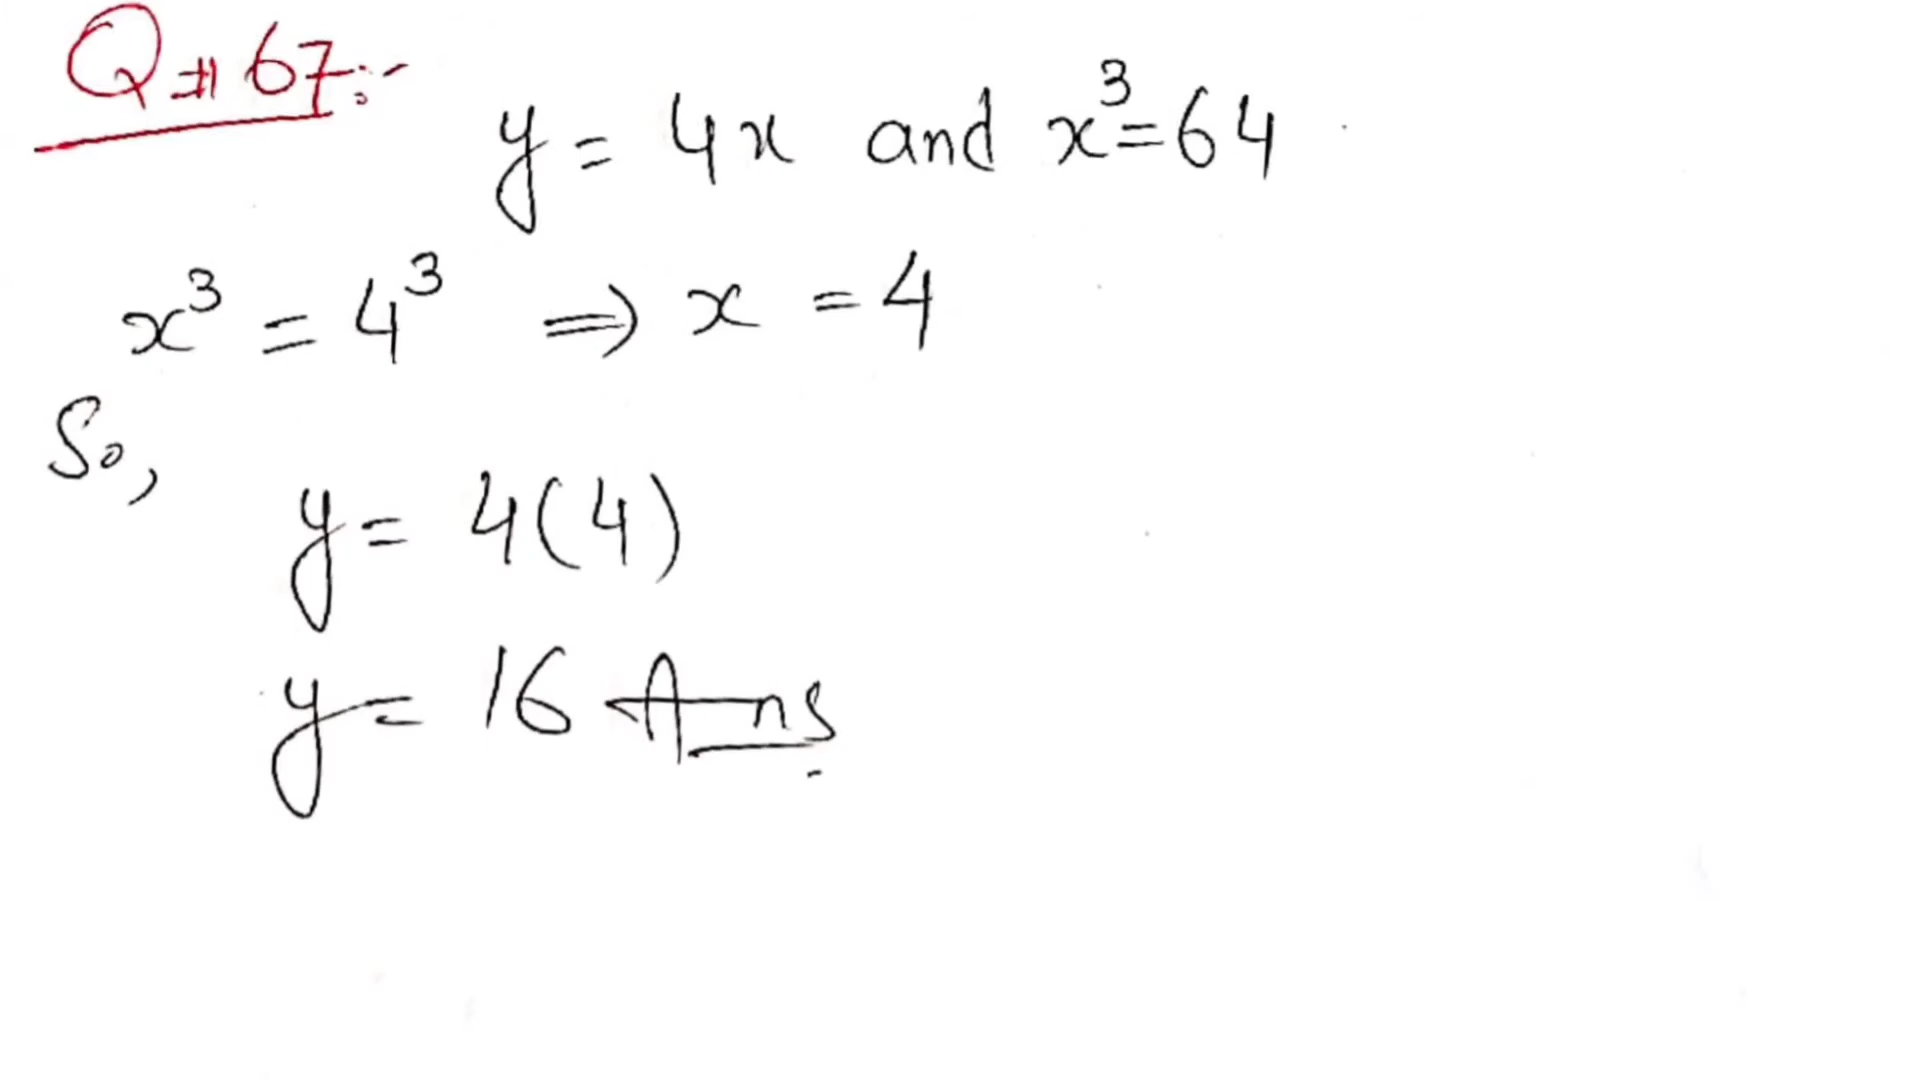 Q#67:-
y = 4x and x³=64
x³ = 4³ ⇒ x = 4
So,
y = 4(4)
y = 16 Ans